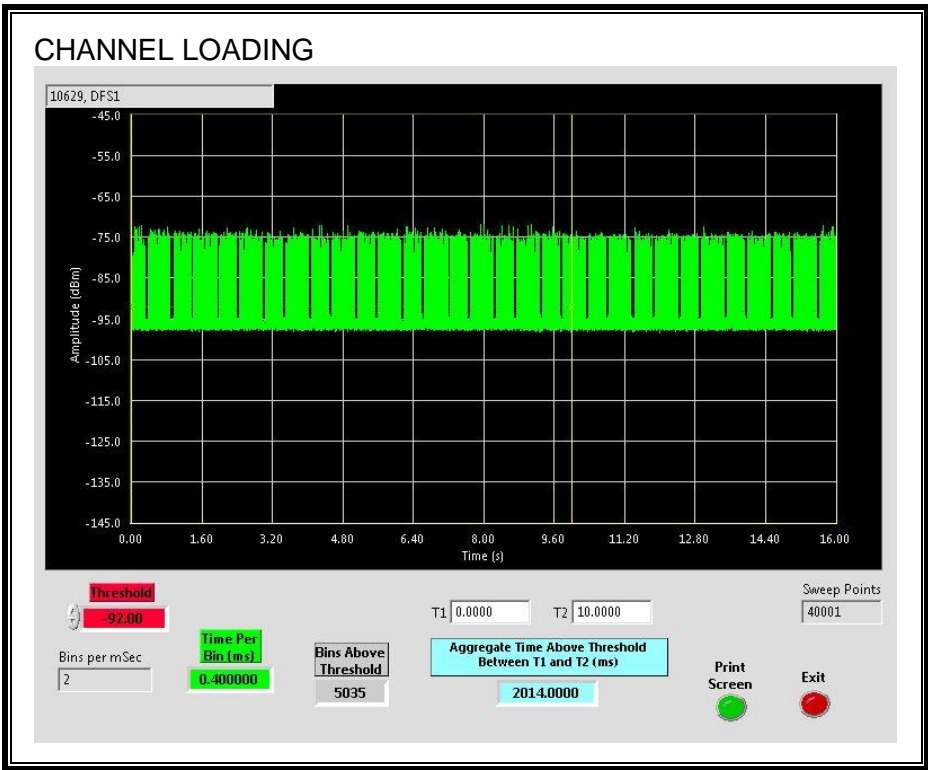 CHANNEL LOADING
10629, DFS1
-45.0
-55.0
-65.0
-75.0
-85.0
-95.0
-105.0
-115.0
-125.0
-135.0
-145.0
Amplitude (dBm)
0.00 1.60 3.20 4.80 6.40 8.00 9.60 11.20 12.80 14.40 16.00
Time (s)
Threshold
-92.00
Bins per mSec
2
Time Per
Bin (ms)
0.400000
Bins Above
Threshold
5035
T1 0.0000 T2 10.0000
Aggregate Time Above Threshold
Between T1 and T2 (ms)
2014.0000
Sweep Points
40001
Print
Screen
Exit